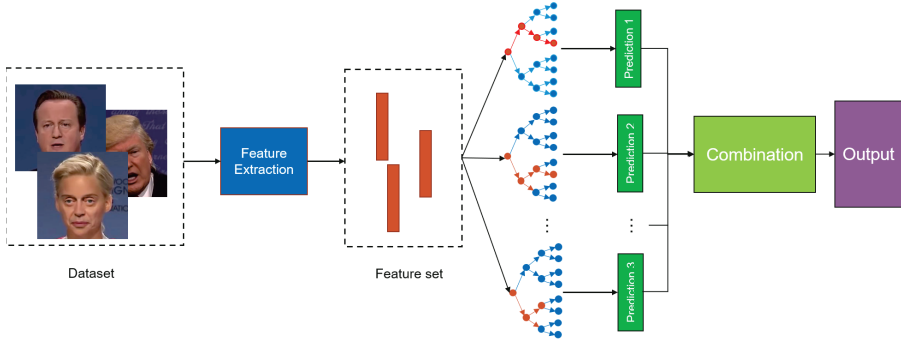 Dataset
Feature
Extraction
Feature set
Prediction 1
Prediction 2
Prediction 3
Combination
Output